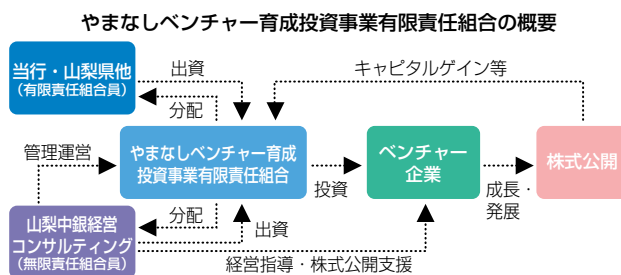 やまなしベンチャー育成投資事業有限責任組合の概要
当行・山梨県他
（有限責任組合員）
出資
分配
キャピタルゲイン等
管理運営
やまなしベンチャー育成
投資事業有限責任組合
投資
ベンチャー
企業
成長・
発展
株式公開
山梨中銀経営
コンサルティング
（無限責任組合員）
分配
出資
経営指導・株式公開支援